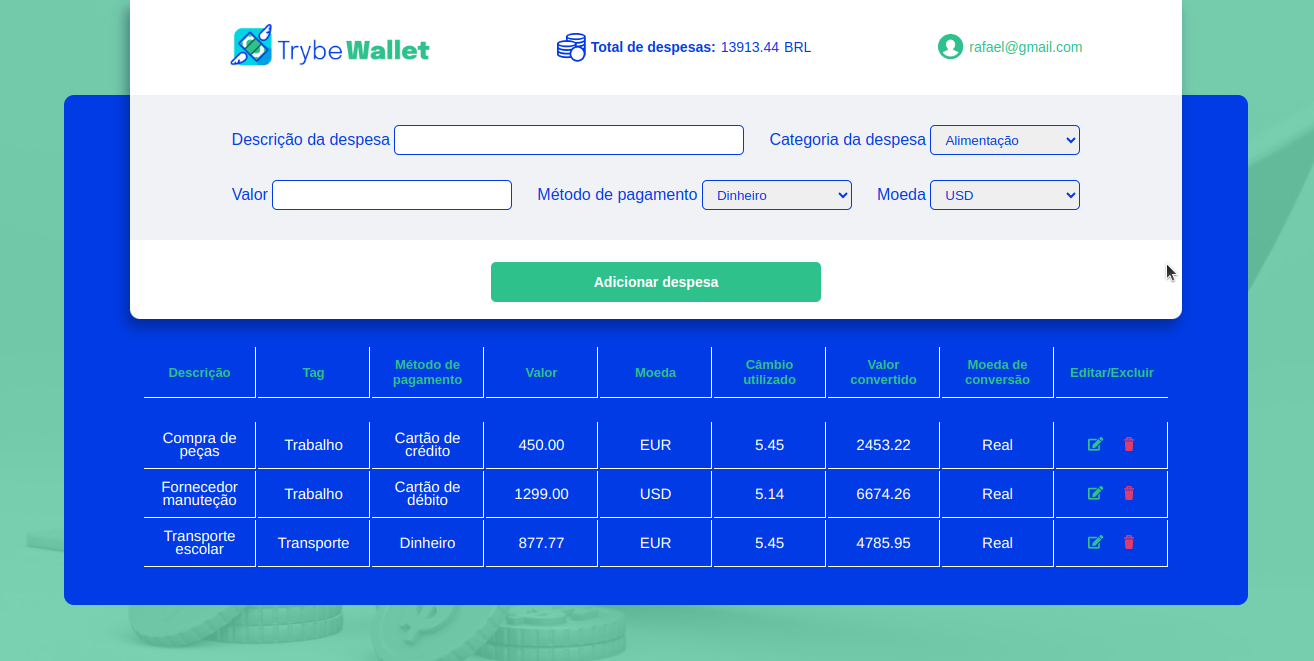 TrybeWallet
Total de despesas: 13913.44 BRL
rafael@gmail.com
Descrição da despesa
Categoria da despesa Alimentação
Valor
Método de pagamento Dinheiro
Moeda USD
Adicionar despesa
Descrição Tag Método de pagamento Valor Moeda Câmbio utilizado Valor convertido Moeda de conversão Editar/Excluir
Compra de peças Trabalho Cartão de crédito 450.00 EUR 5.45 2453.22 Real
Fornecedor manuteção Trabalho Cartão de débito 1299.00 USD 5.14 6674.26 Real
Transporte escolar Transporte Dinheiro 877.77 EUR 5.45 4785.95 Real